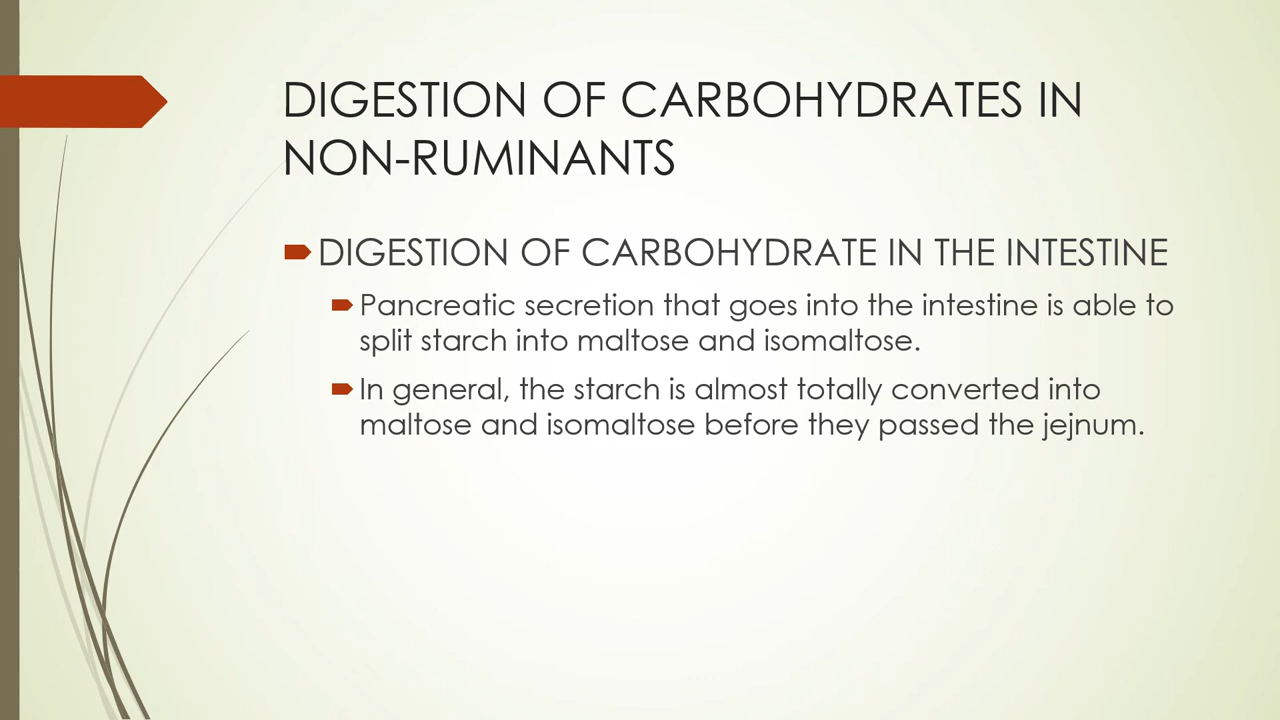 DIGESTION OF CARBOHYDRATES IN
NON-RUMINANTS
DIGESTION OF CARBOHYDRATE IN THE INTESTINE
Pancreatic secretion that goes into the intestine is able to
split starch into maltose and isomaltose.
In general, the starch is almost totally converted into
maltose and isomaltose before they passed the jejnum.